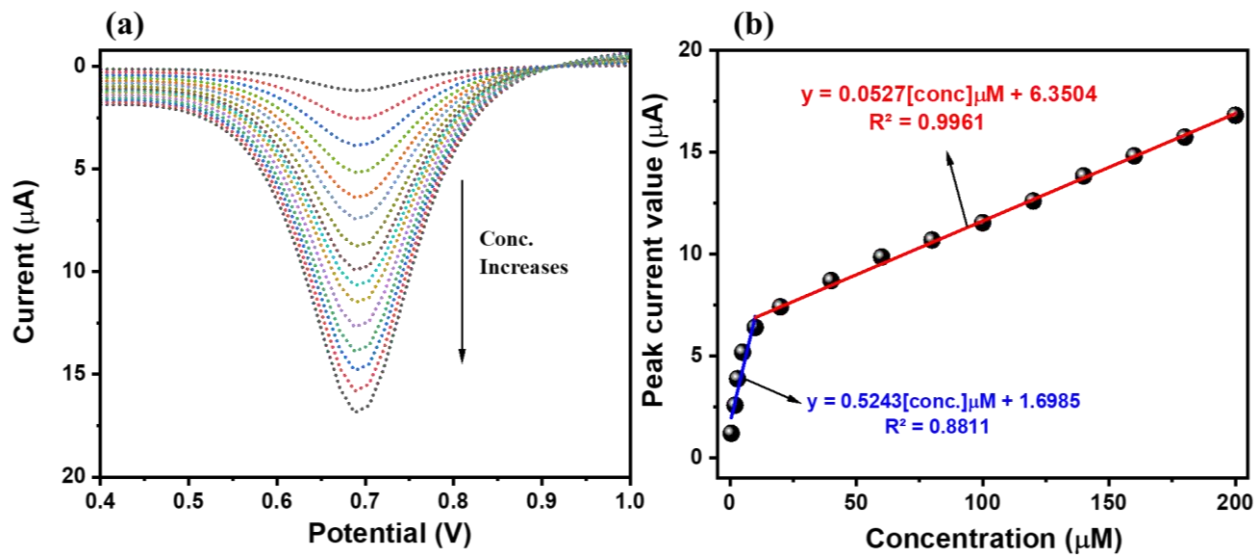 (a)
0
5
10
15
20
Current (μA)
Conc.
Increases
0.4 0.5 0.6 0.7 0.8 0.9 1.0
Potential (V)
(b)
20
15
10
5
0
Peak current value (μA)
y = 0.0527[conc]μM + 6.3504
R² = 0.9961
y = 0.5243[conc.]μM + 1.6985
R² = 0.8811
0 50 100 150 200
Concentration (μM)